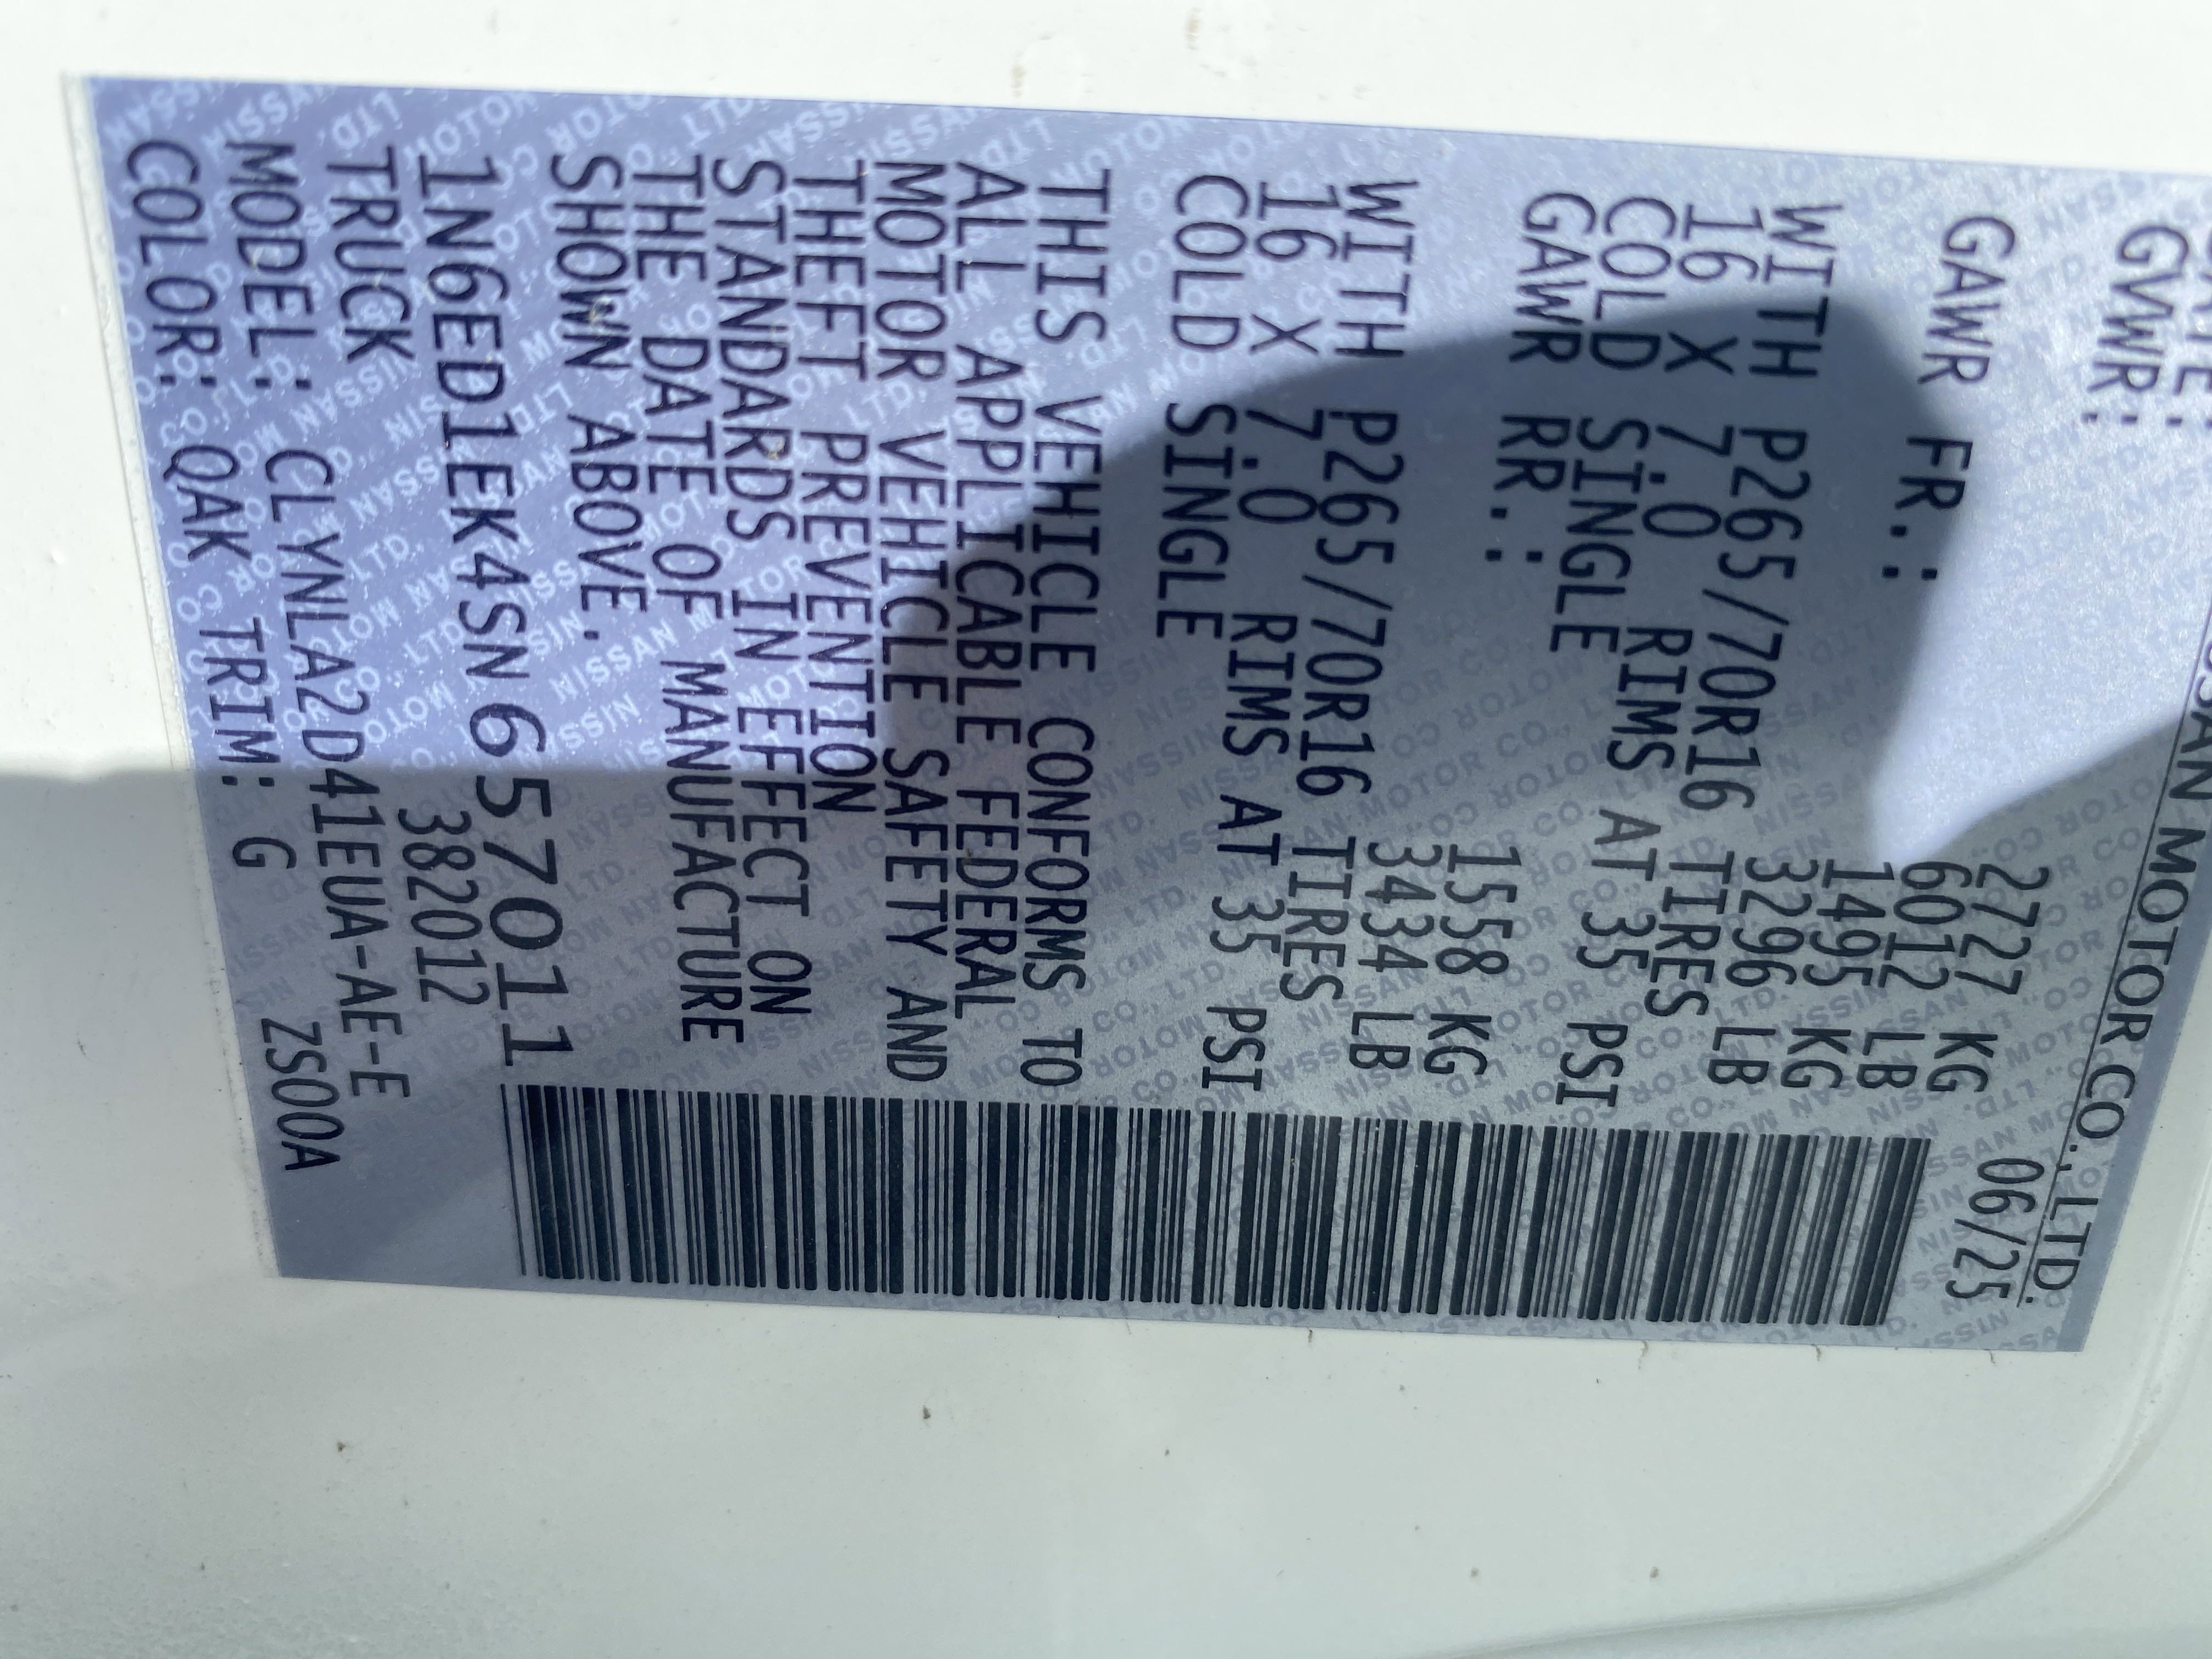 SSAN MOTOR CO., LTD.
06/25
GVWR: 2727 KG
6012 LB
GAWR FR.: 1495 KG
3296 LB
WITH P265/70R16 TIRES
16 X 7.0 RIMS AT 35 PSI
COLD SINGLE
GAWR RR.: 1558 KG
3434 LB
WITH P265/70R16 TIRES
16 X 7.0 RIMS AT 35 PSI
COLD SINGLE
THIS VEHICLE CONFORMS TO
ALL APPLICABLE FEDERAL
MOTOR VEHICLE SAFETY AND
THEFT PREVENTION
STANDARDS IN EFFECT ON
THE DATE OF MANUFACTURE
SHOWN ABOVE.
1N6ED1EK4SN657011
TRUCK 382012
MODEL: CLYNLA2D41EUA-AE-E
COLOR: QAK TRIM: G ZS00A